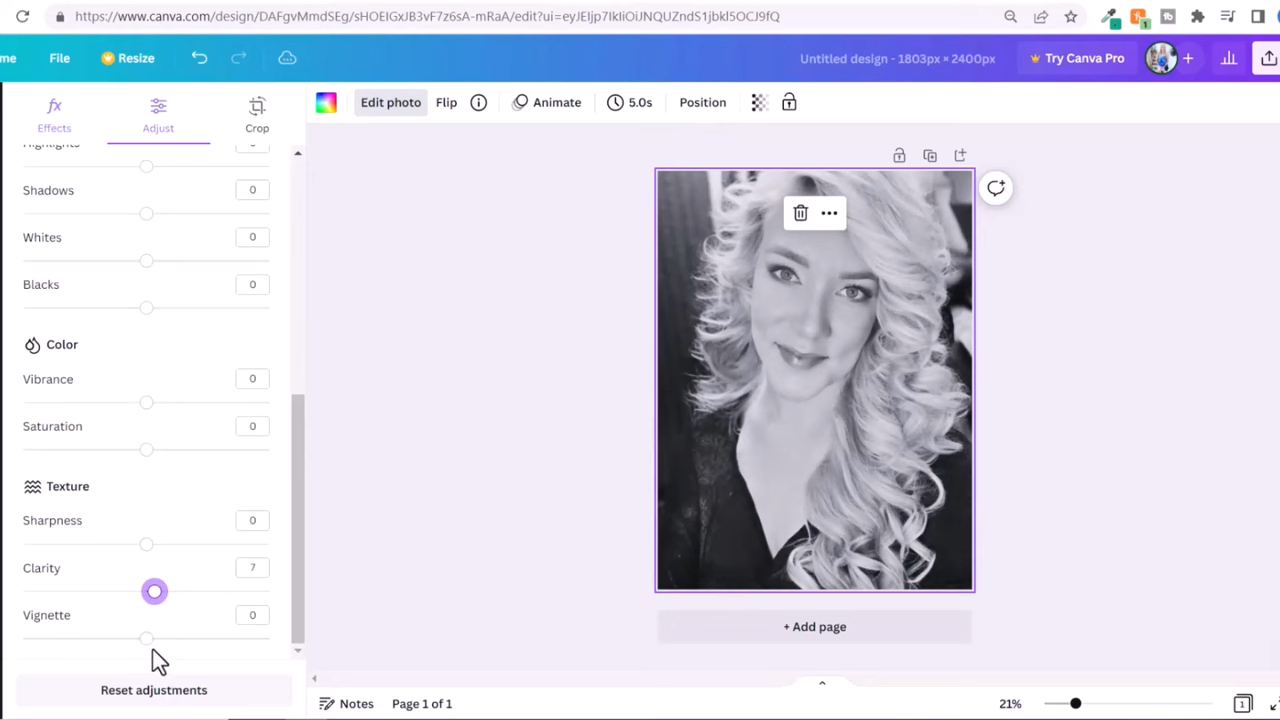 https://www.canva.com/design/DAFgvMmdSEg/sHOEIGxJB3vF7z6sA-mRaA/edit?ui=eyJEIjp7IkIiOiJNQUZndS1jbkI5OCJ9fQ
me File Resize Untitled design - 1803px × 2400px Try Canva Pro
Effects Adjust Crop
Edit photo Flip Animate 5.0s Position
Highlights
Shadows 0
Whites 0
Blacks 0
Color
Vibrance 0
Saturation 0
Texture
Sharpness 0
Clarity 7
Vignette 0
Reset adjustments
+ Add page
Notes Page 1 of 1 21% 1